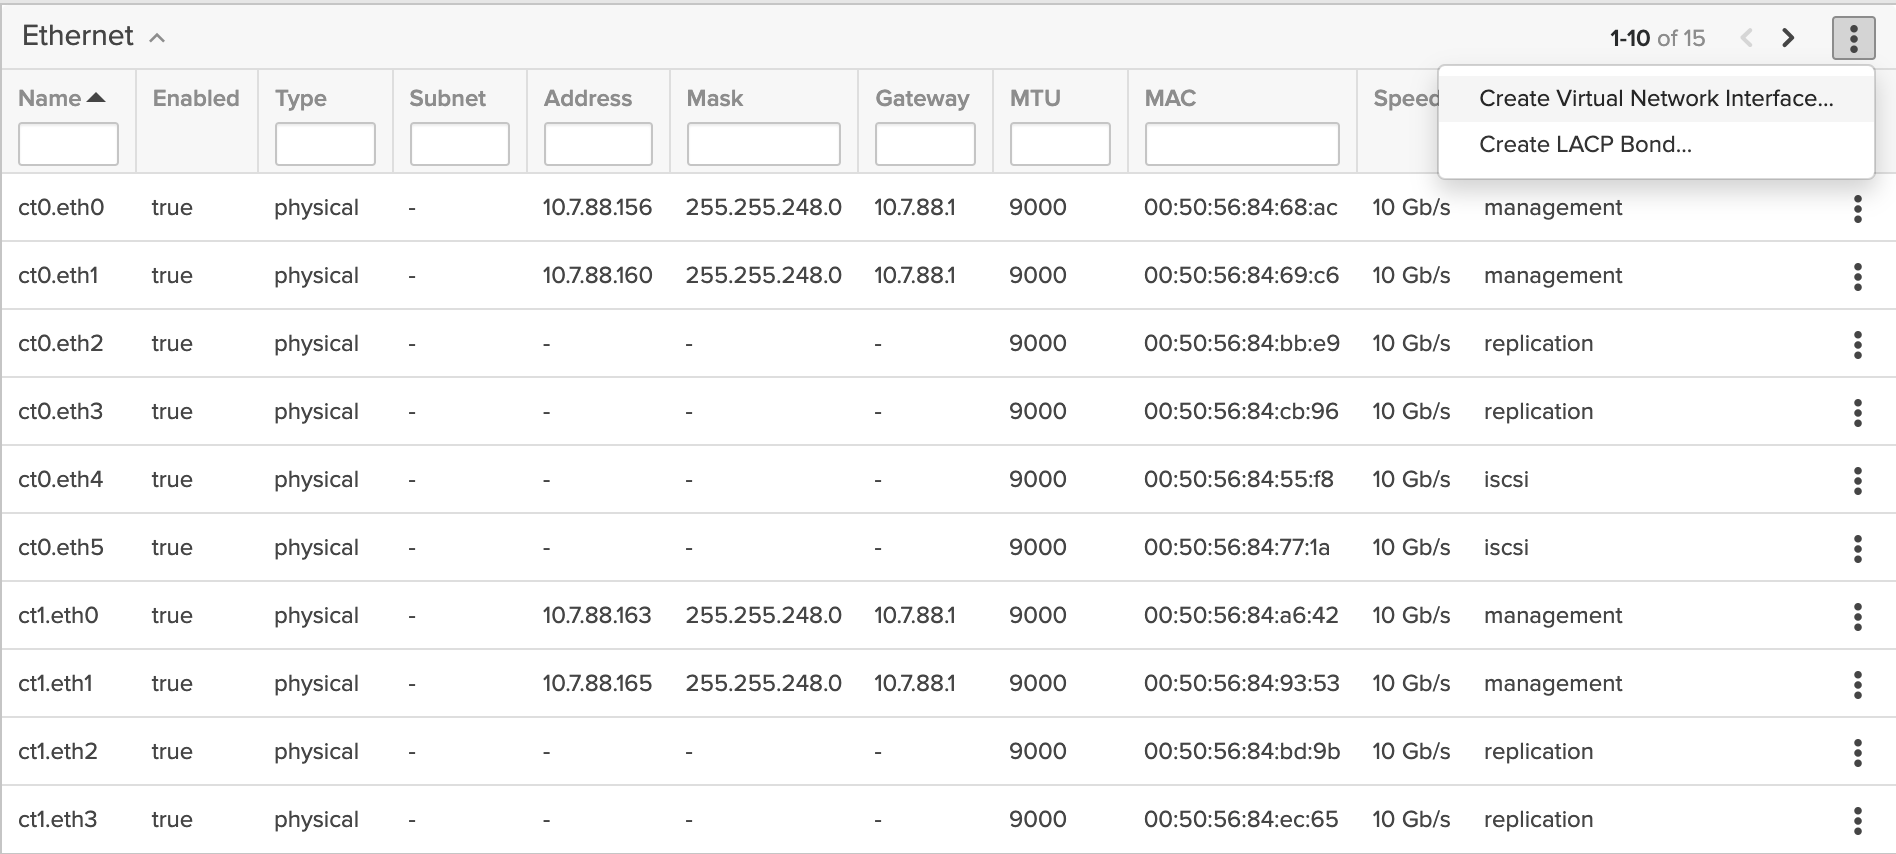 Ethernet 1-10 of 15
Name Enabled Type Subnet Address Mask Gateway MTU MAC Speed
Create Virtual Network Interface...
Create LACP Bond...
ct0.eth0 true physical - 10.7.88.156 255.255.248.0 10.7.88.1 9000 00:50:56:84:68:ac 10 Gb/s management
ct0.eth1 true physical - 10.7.88.160 255.255.248.0 10.7.88.1 9000 00:50:56:84:69:c6 10 Gb/s management
ct0.eth2 true physical - - - - 9000 00:50:56:84:bb:e9 10 Gb/s replication
ct0.eth3 true physical - - - - 9000 00:50:56:84:cb:96 10 Gb/s replication
ct0.eth4 true physical - - - - 9000 00:50:56:84:55:f8 10 Gb/s iscsi
ct0.eth5 true physical - - - - 9000 00:50:56:84:77:1a 10 Gb/s iscsi
ct1.eth0 true physical - 10.7.88.163 255.255.248.0 10.7.88.1 9000 00:50:56:84:a6:42 10 Gb/s management
ct1.eth1 true physical - 10.7.88.165 255.255.248.0 10.7.88.1 9000 00:50:56:84:93:53 10 Gb/s management
ct1.eth2 true physical - - - - 9000 00:50:56:84:bd:9b 10 Gb/s replication
ct1.eth3 true physical - - - - 9000 00:50:56:84:ec:65 10 Gb/s replication